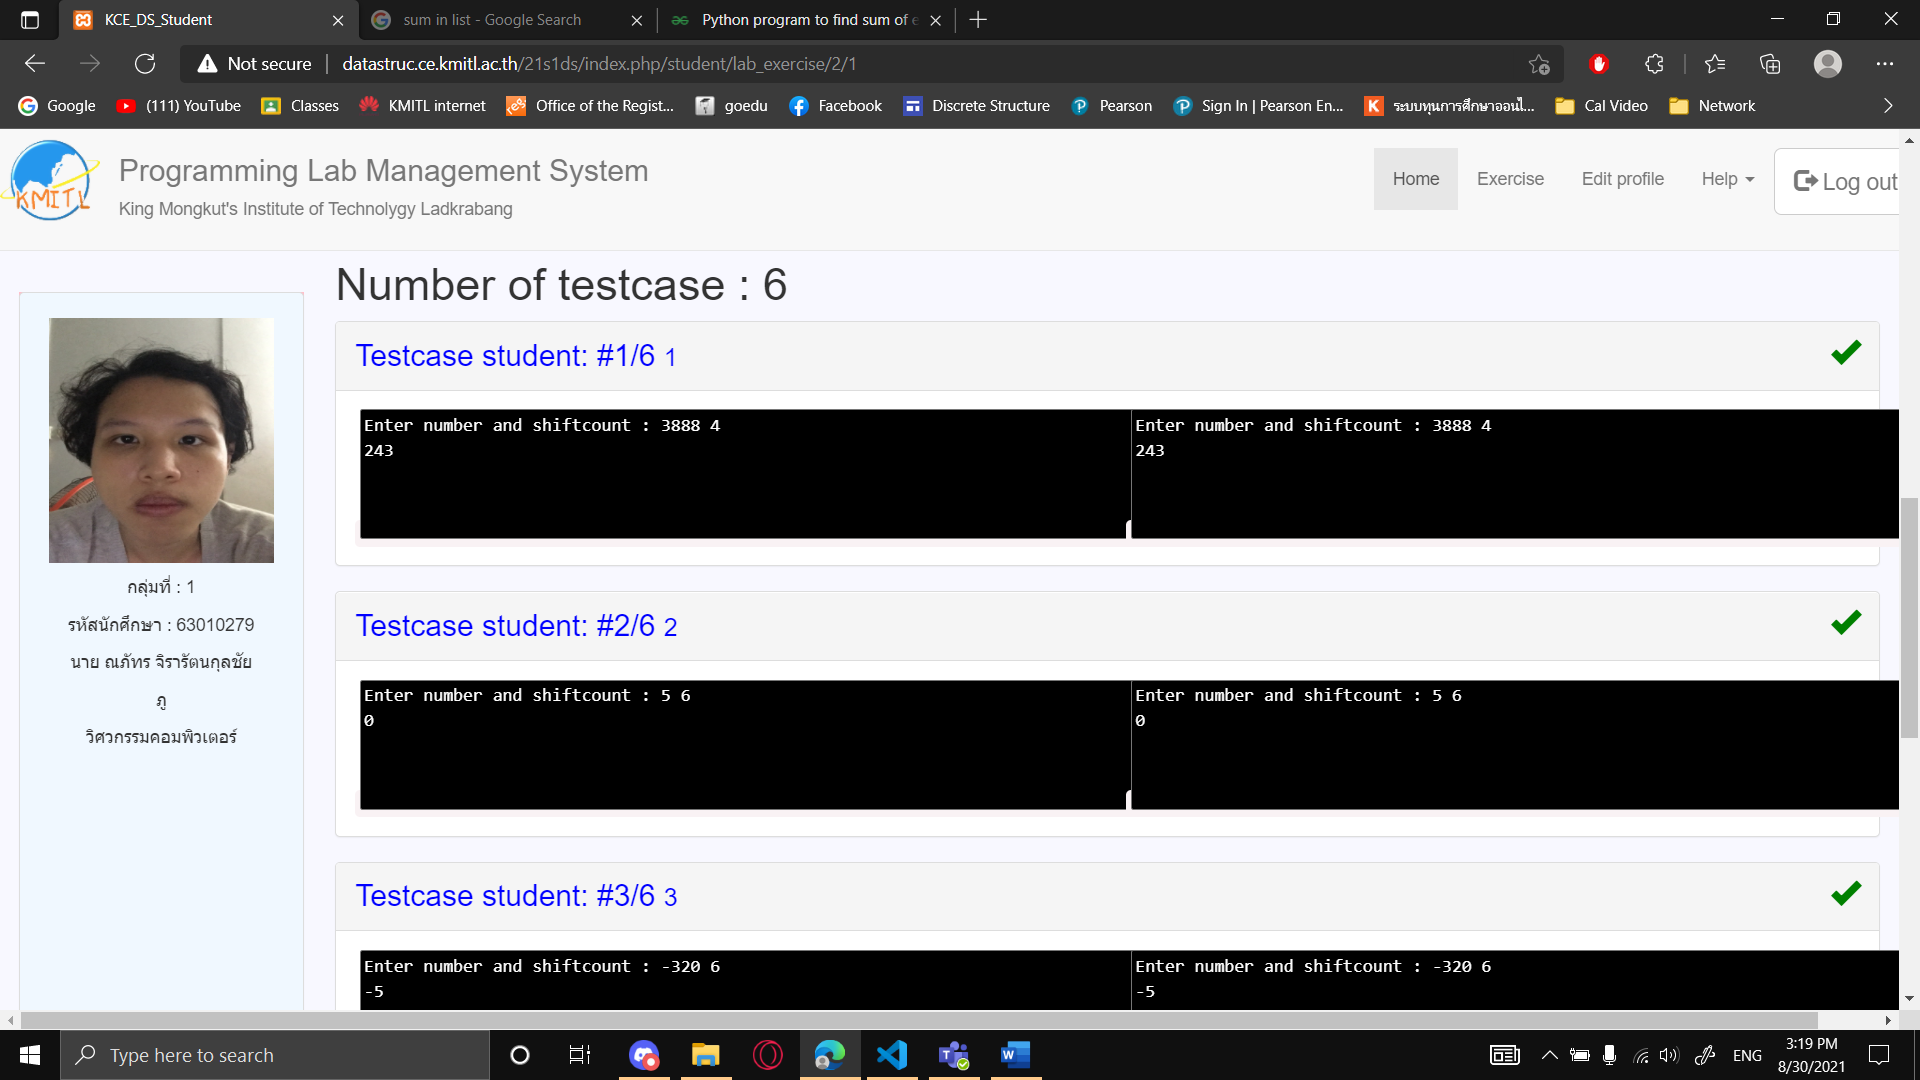 KCE_DS_Student
sum in list - Google Search
Python program to find sum of e
Not secure
datastruc.ce.kmitl.ac.th/21s1ds/index.php/student/lab_exercise/2/1
Google
(111) YouTube
Classes
KMITL internet
Office of the Regist...
goedu
Facebook
Discrete Structure
Pearson
Sign In | Pearson En...
ระบบทุนการศึกษาออนไ...
Cal Video
Network
KMITL
Programming Lab Management System
King Mongkut's Institute of Technolygy Ladkrabang
Home
Exercise
Edit profile
Help
Log out
Number of testcase : 6
กลุ่มที่ : 1
รหัสนักศึกษา : 63010279
นาย ณภัทร จิรารัตนกุลชัย
ภู
วิศวกรรมคอมพิวเตอร์
Testcase student: #1/6 1
Enter number and shiftcount : 3888 4
243
Enter number and shiftcount : 3888 4
243
Testcase student: #2/6 2
Enter number and shiftcount : 5 6
0
Enter number and shiftcount : 5 6
0
Testcase student: #3/6 3
Enter number and shiftcount : -320 6
-5
Enter number and shiftcount : -320 6
-5
Type here to search
ENG
3:19 PM
8/30/2021